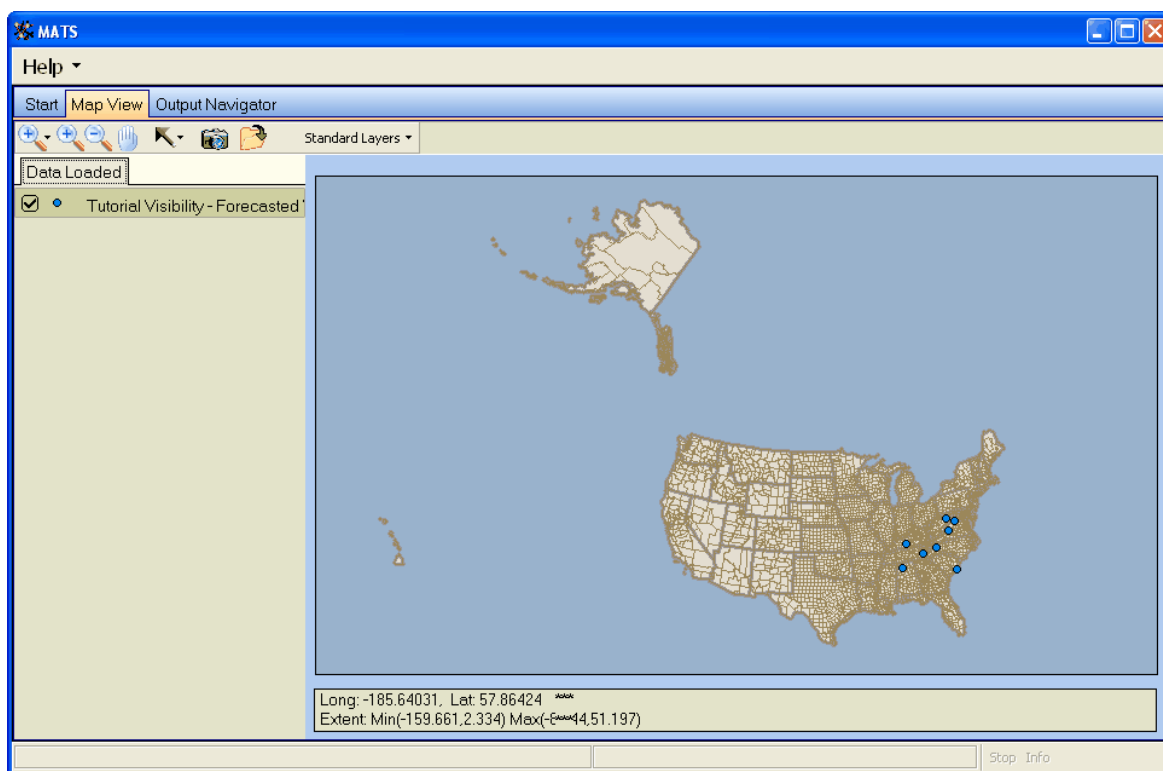 MATS
Help
Start Map View Output Navigator
Standard Layers
Data Loaded
Tutorial Visibility - Forecasted
Long: -185.64031, Lat: 57.86424 ***
Extent: Min(-159.661,2.334) Max( 44,51.197)
Stop Info